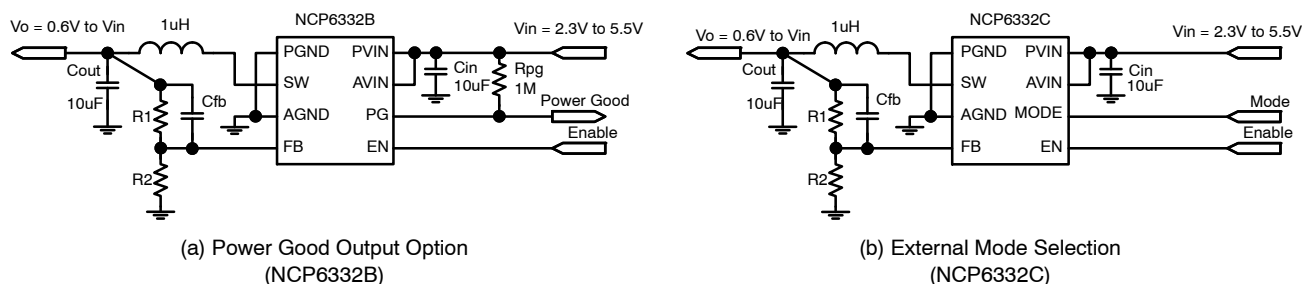 Vo = 0.6V to Vin
1uH
NCP6332B
Vin = 2.3V to 5.5V
PGND
PVIN
Cout
10uF
SW
AVIN
Cin
10uF
Rpg
1M
Cfb
R1
AGND
PG
Power Good
FB
EN
Enable
R2
(a) Power Good Output Option
(NCP6332B)
Vo = 0.6V to Vin
1uH
NCP6332C
Vin = 2.3V to 5.5V
PGND
PVIN
Cout
10uF
SW
AVIN
Cin
10uF
Cfb
R1
AGND
MODE
Mode
FB
EN
Enable
R2
(b) External Mode Selection
(NCP6332C)